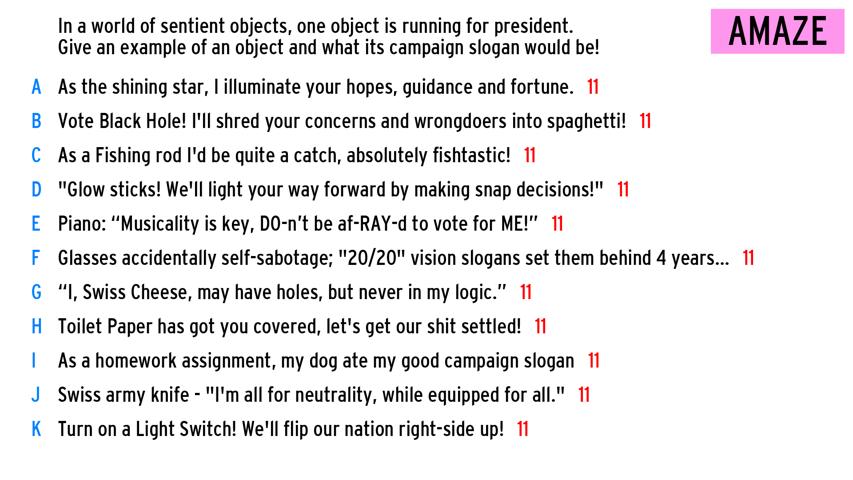 In a world of sentient objects, one object is running for president.
Give an example of an object and what its campaign slogan would be!
AMAZE
A As the shining star, I illuminate your hopes, guidance and fortune. 11
B Vote Black Hole! I'll shred your concerns and wrongdoers into spaghetti! 11
C As a Fishing rod I'd be quite a catch, absolutely fishtastic! 11
D "Glow sticks! We'll light your way forward by making snap decisions!" 11
E Piano: “Musicality is key, DO-n’t be af-RAY-d to vote for ME!” 11
F Glasses accidentally self-sabotage; "20/20" vision slogans set them behind 4 years... 11
G “I, Swiss Cheese, may have holes, but never in my logic.” 11
H Toilet Paper has got you covered, let's get our shit settled! 11
I As a homework assignment, my dog ate my good campaign slogan 11
J Swiss army knife - "I'm all for neutrality, while equipped for all." 11
K Turn on a Light Switch! We'll flip our nation right-side up! 11